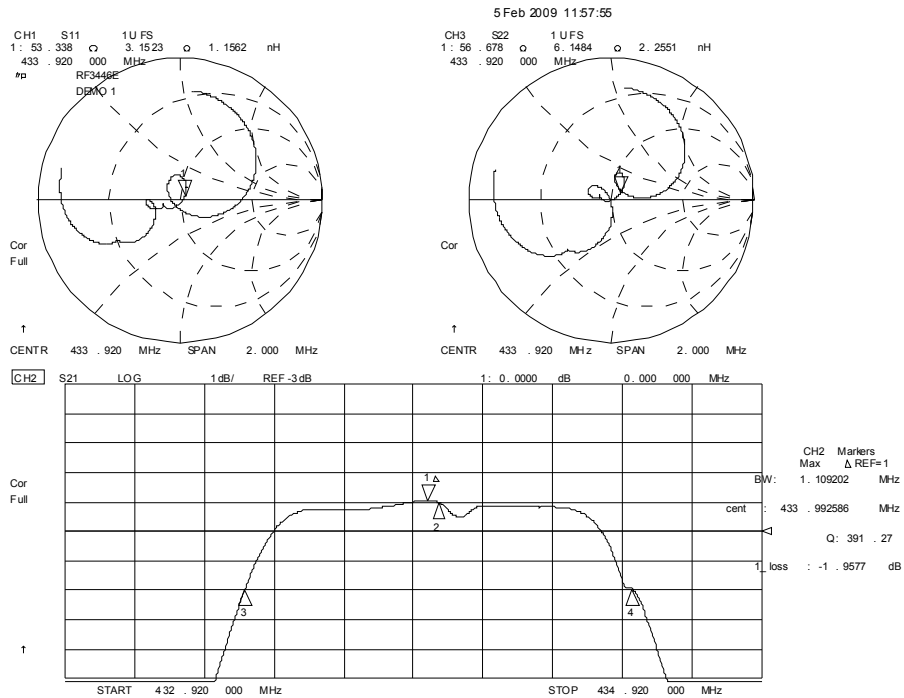 5 Feb 2009 11:57:55
CH1 S11 1 U FS
1: 53 . 338 Ω 3. 1523 Ω 1. 1562 nH
433 . 920 000 MHz
RF3446E
DEMO 1
Cor
Full
↑
CENTR 433 . 920 MHz SPAN 2. 000 MHz
CH3 S22 1 U FS
1: 56 . 678 Ω 6. 1484 Ω 2. 2551 nH
433 . 920 000 MHz
Cor
Full
↑
CENTR 433 . 920 MHz SPAN 2. 000 MHz
CH2 S21 LOG 1 dB/ REF -3 dB 1: 0. 0000 dB 0. 000 000 MHz
Cor
Full
↑
1 Δ
2
3
4
CH2 Markers
Max Δ REF=1
BW: 1. 109202 MHz
cent : 433 . 992586 MHz
Q: 391 . 27
1_ loss : -1 . 9577 dB
START 432 . 920 000 MHz STOP 434 . 920 000 MHz